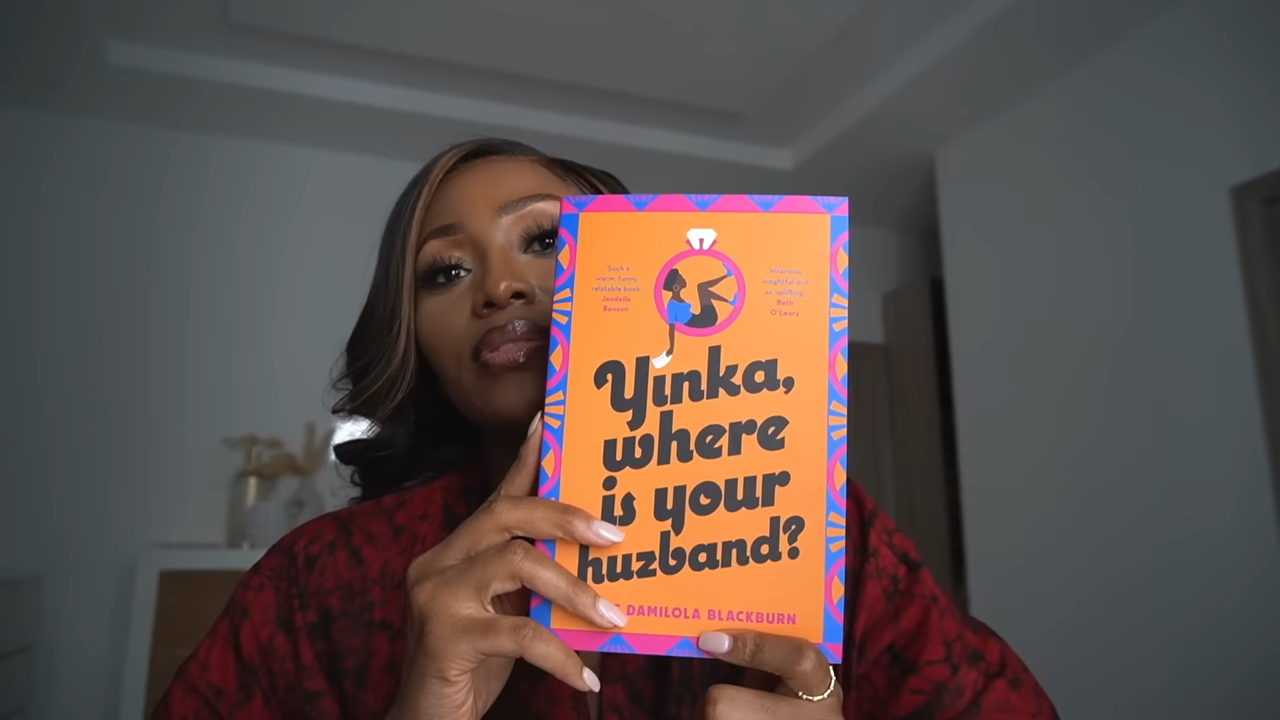 "Such a
warm, funny,
relatable book
Jendella
Benson
Hilarious,
insightful and
so uplifting
Beth
O'Leary
Yinka,
where
is your
huzband?
DAMILOLA BLACKBURN